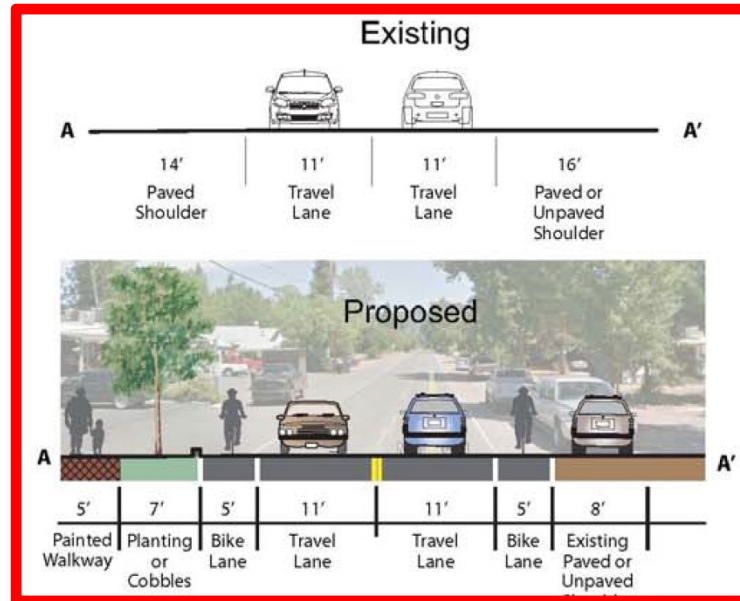 Existing
A A'
14' 11' 11' 16'
Paved Travel Travel Paved or
Shoulder Lane Lane Unpaved
Shoulder
Proposed
A A'
5' 7' 5' 11' 11' 5' 8'
Painted Planting Bike Travel Travel Bike Existing
Walkway or Lane Lane Lane Lane Paved or
Cobbles Unpaved